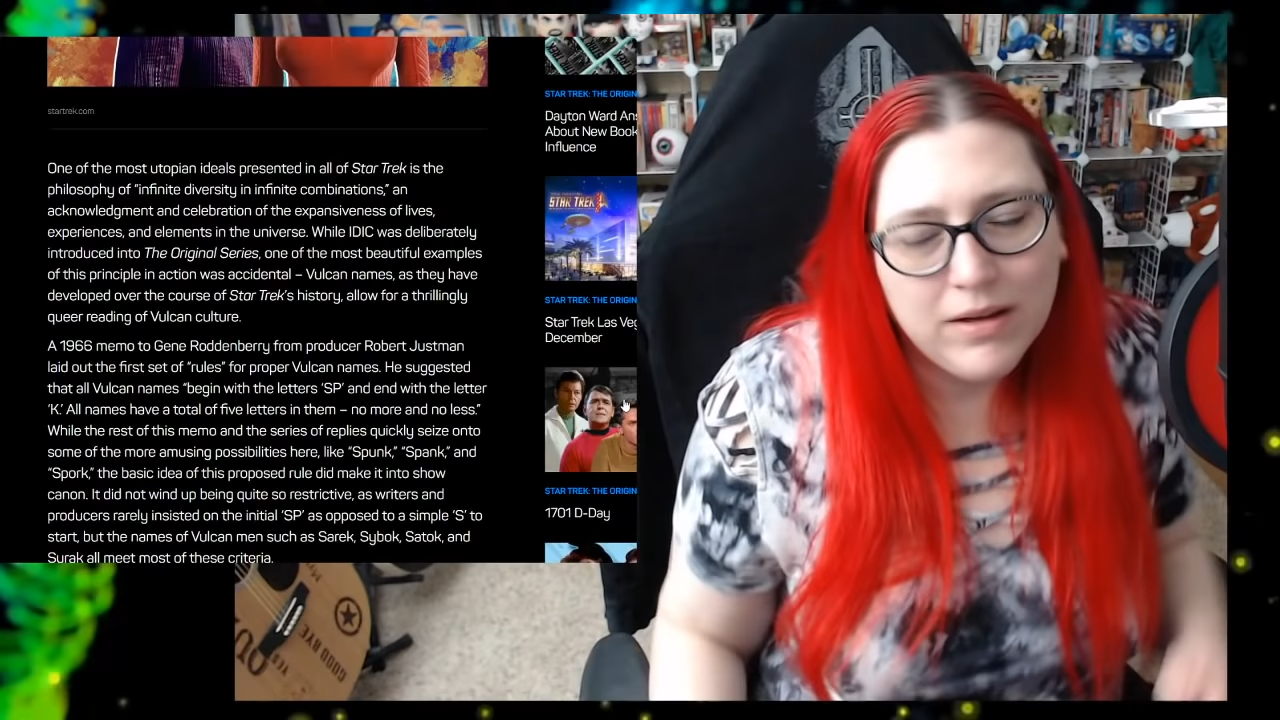 startrek.com
One of the most utopian ideals presented in all of Star Trek is the
philosophy of “infinite diversity in infinite combinations,” an
acknowledgment and celebration of the expansiveness of lives,
experiences, and elements in the universe. While IDIC was deliberately
introduced into The Original Series, one of the most beautiful examples
of this principle in action was accidental – Vulcan names, as they have
developed over the course of Star Trek's history, allow for a thrillingly
queer reading of Vulcan culture.
A 1966 memo to Gene Roddenberry from producer Robert Justman
laid out the first set of “rules” for proper Vulcan names. He suggested
that all Vulcan names “begin with the letters ‘SP’ and end with the letter
‘K.’ All names have a total of five letters in them – no more and no less.”
While the rest of this memo and the series of replies quickly seize onto
some of the more amusing possibilities here, like “Spunk,” “Spank,” and
“Spork,” the basic idea of this proposed rule did make it into show
canon. It did not wind up being quite so restrictive, as writers and
producers rarely insisted on the initial ‘SP’ as opposed to a simple ‘S’ to
start, but the names of Vulcan men such as Sarek, Sybok, Satok, and
Surak all meet most of these criteria.
STAR TREK: THE ORIGIN
Dayton Ward Ans
About New Book
Influence
STAR TREK
STAR TREK: THE ORIGIN
Star Trek Las Veg
December
STAR TREK: THE ORIGIN
1701 D-Day
GOOD BYE
YES